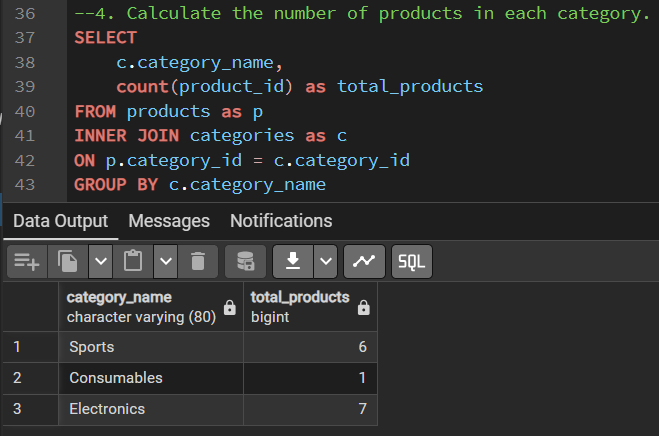 36 --4. Calculate the number of products in each category.
37 SELECT
38 c.category_name,
39 count(product_id) as total_products
40 FROM products as p
41 INNER JOIN categories as c
42 ON p.category_id = c.category_id
43 GROUP BY c.category_name
Data Output Messages Notifications
SQL
category_name total_products
character varying (80) bigint
1 Sports 6
2 Consumables 1
3 Electronics 7